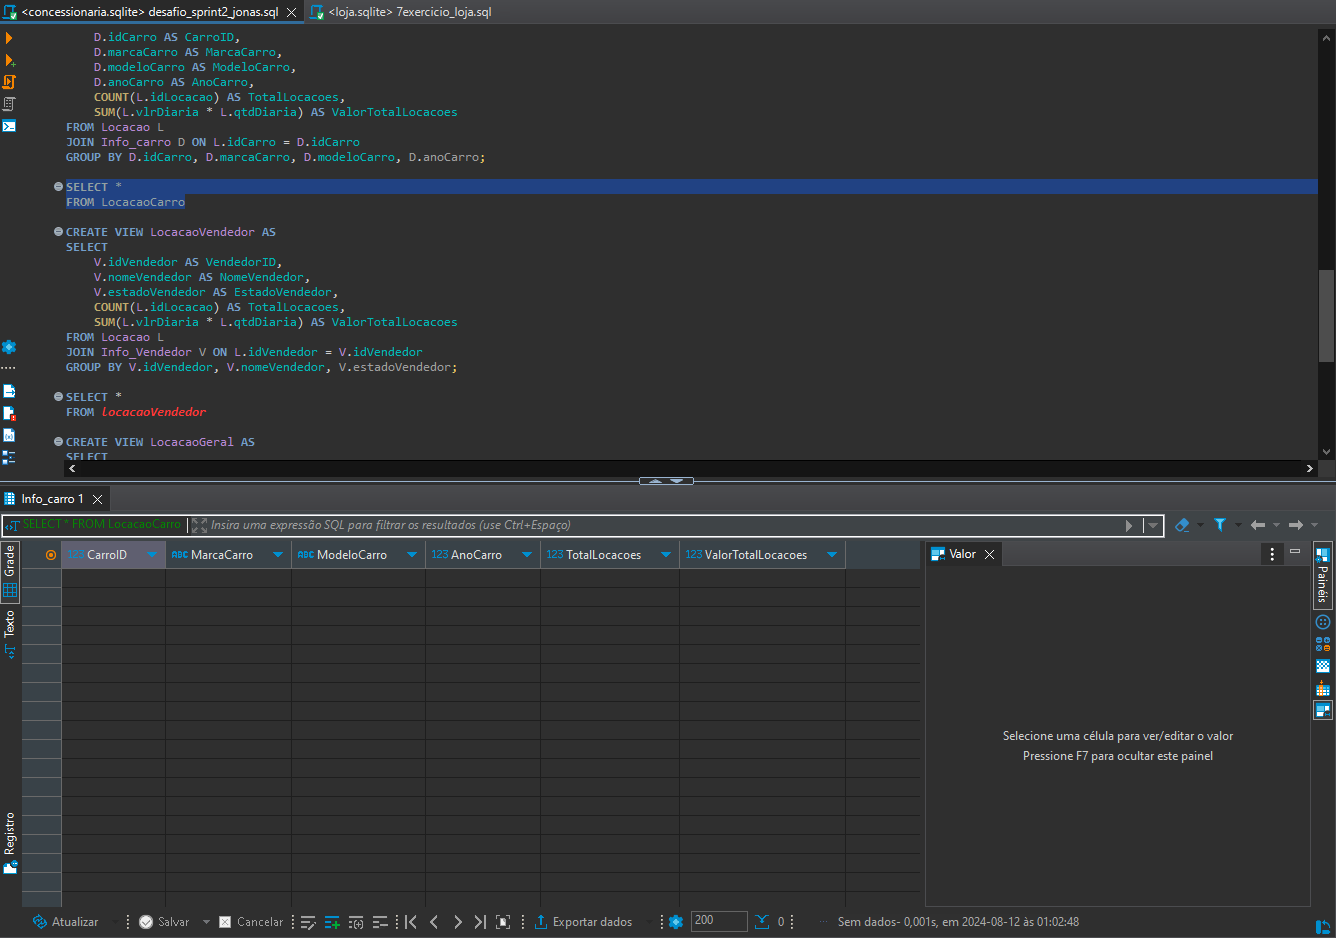 <concessionaria.sqlite> desafio_sprint2_jonas.sql
<loja.sqlite> 7exercicio_loja.sql
D.idCarro AS CarroID,
D.marcaCarro AS MarcaCarro,
D.modeloCarro AS ModeloCarro,
D.anoCarro AS AnoCarro,
COUNT(L.idLocacao) AS TotalLocacoes,
SUM(L.vlrDiaria * L.qtdDiaria) AS ValorTotalLocacoes
FROM Locacao L
JOIN Info_carro D ON L.idCarro = D.idCarro
GROUP BY D.idCarro, D.marcaCarro, D.modeloCarro, D.anoCarro;
SELECT *
FROM LocacaoCarro
CREATE VIEW LocacaoVendedor AS
SELECT
V.idVendedor AS VendedorID,
V.nomeVendedor AS NomeVendedor,
V.estadoVendedor AS EstadoVendedor,
COUNT(L.idLocacao) AS TotalLocacoes,
SUM(L.vlrDiaria * L.qtdDiaria) AS ValorTotalLocacoes
FROM Locacao L
JOIN Info_Vendedor V ON L.idVendedor = V.idVendedor
GROUP BY V.idVendedor, V.nomeVendedor, V.estadoVendedor;
SELECT *
FROM LocacaoVendedor
CREATE VIEW LocacaoGeral AS
SELECT
Info_carro 1
SELECT * FROM LocacaoCarro
Insira uma expressão SQL para filtrar os resultados (use Ctrl+Espaço)
Grade
Texto
Registro
123 CarroID
ABC MarcaCarro
ABC ModeloCarro
123 AnoCarro
123 TotalLocacoes
123 ValorTotalLocacoes
Valor
Painéis
Selecione uma célula para ver/editar o valor
Pressione F7 para ocultar este painel
Atualizar
Salvar
Cancelar
Exportar dados
200
0
Sem dados- 0,001s, em 2024-08-12 às 01:02:48